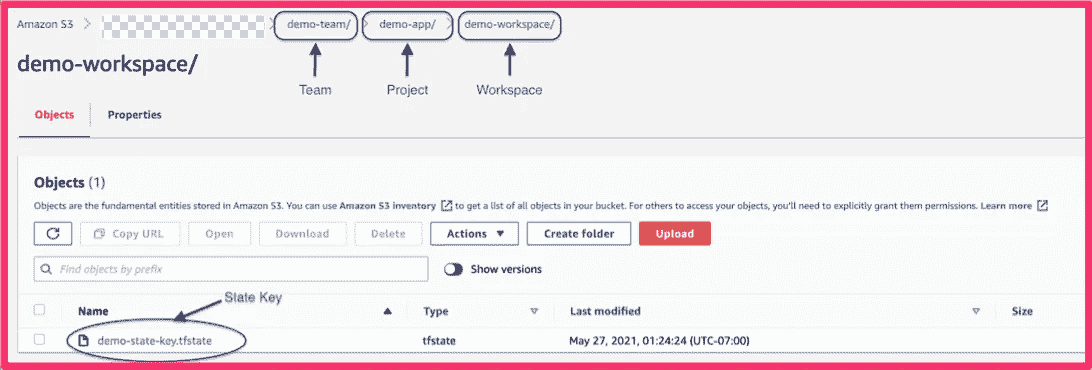 Amazon S3 > > demo-team/ > demo-app/ > demo-workspace/
demo-workspace/
Team Project Workspace
Objects Properties
Objects (1)
Objects are the fundamental entities stored in Amazon S3. You can use Amazon S3 inventory to get a list of all objects in your bucket. For others to access your objects, you'll need to explicitly grant them permissions. Learn more
Copy URL Open Download Delete Actions Create folder Upload
Find objects by prefix Show versions
State Key
Name Type Last modified Size
demo-state-key.tfstate tfstate May 27, 2021, 01:24:24 (UTC-07:00)